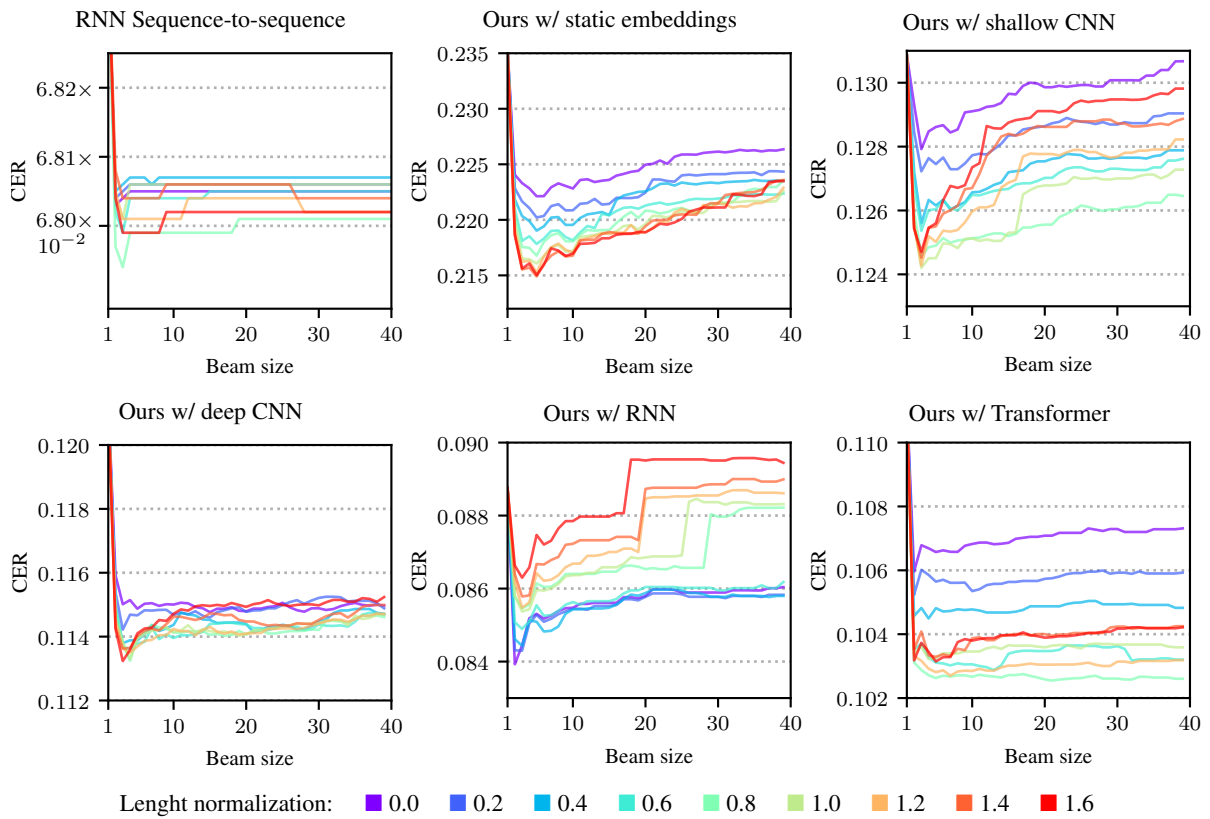 RNN Sequence-to-sequence
6.82×
6.81×
6.80×
10−2
CER
1 10 20 30 40
Beam size
Ours w/ static embeddings
0.235
0.230
0.225
0.220
0.215
CER
1 10 20 30 40
Beam size
Ours w/ shallow CNN
0.130
0.128
0.126
0.124
CER
1 10 20 30 40
Beam size
Ours w/ deep CNN
0.120
0.118
0.116
0.114
0.112
CER
1 10 20 30 40
Beam size
Ours w/ RNN
0.090
0.088
0.086
0.084
CER
1 10 20 30 40
Beam size
Ours w/ Transformer
0.110
0.108
0.106
0.104
0.102
CER
1 10 20 30 40
Beam size
Lenght normalization: 0.0 0.2 0.4 0.6 0.8 1.0 1.2 1.4 1.6